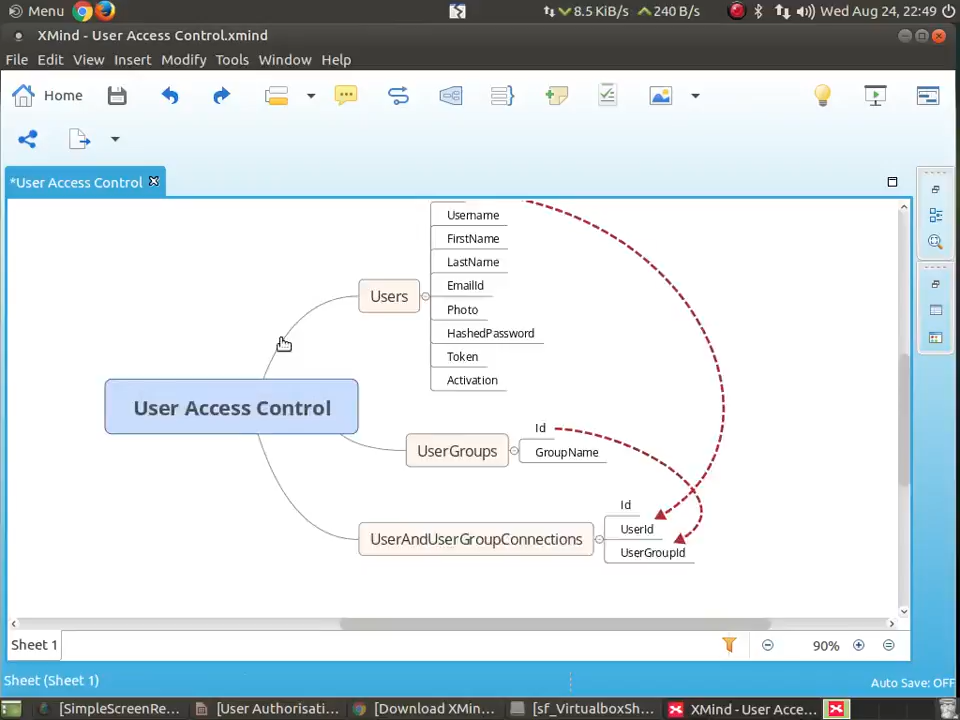 Menu 8.5 KiB/s 240 B/s Wed Aug 24, 22:49
XMind - User Access Control.xmind
File Edit View Insert Modify Tools Window Help
Home
*User Access Control
Username
FirstName
LastName
EmailId
Photo
HashedPassword
Token
Activation
Users
User Access Control
Id
GroupName
UserGroups
Id
UserId
UserGroupId
UserAndUserGroupConnections
Sheet 1 90%
Sheet (Sheet 1) Auto Save: OFF
[SimpleScreenRe... [User Authorisati... [Download XMin... [sf_VirtualboxSh... XMind - User Acce...